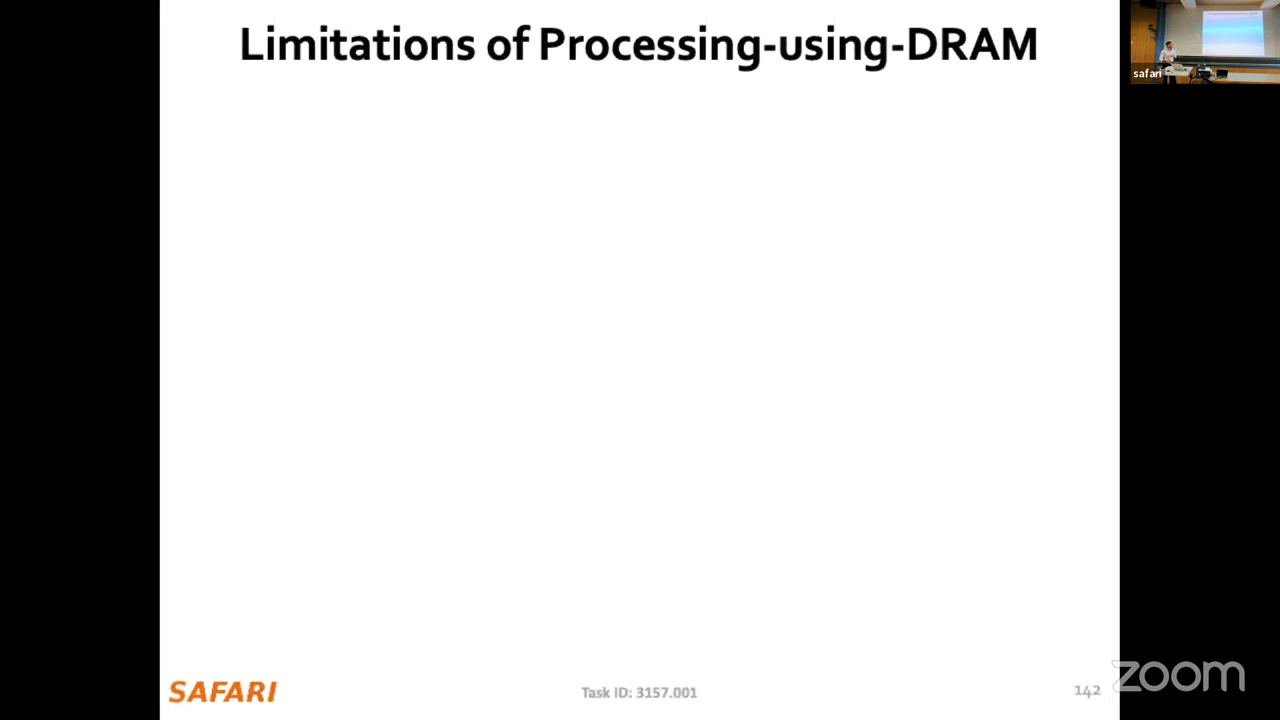 Limitations of Processing-using-DRAM
safari
SAFARI
Task ID: 3157.001
142
zoom